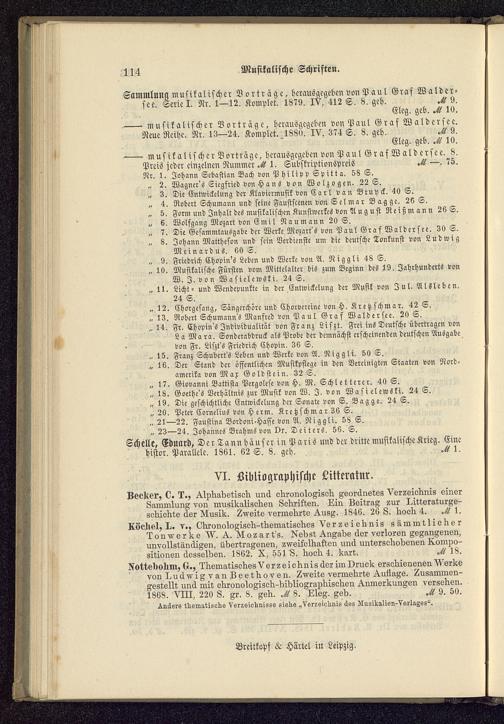 114 Musikalische Schriften.
Sammlung musikalischer Vorträge, herausgegeben von Paul Graf Walder-
see. Serie I. Nr. 1—12. Komplet. 1879. IV, 412 S. 8. geh. ℳ 9.
Eleg. geb. ℳ 10.
—— musikalischer Vorträge, herausgegeben von Paul Graf Waldersee.
Neue Reihe. Nr. 13—24. Komplet. 1880. IV, 374 S. 8. geh. ℳ 9.
Eleg. geb. ℳ 10.
—— musikalischer Vorträge, herausgegeben von Paul Graf Waldersee. 8.
Preis jeder einzelnen Nummer ℳ 1. Subskriptionspreis ℳ —, 75.
Nr. 1. Johann Sebastian Bach von Philipp Spitta. 58 S.
„ 2. Wagner's Siegfried von Hans von Wolzogen. 22 S.
„ 3. Die Entwickelung der Klaviermusik von Carl van Bruyck. 40 S.
„ 4. Robert Schumann und seine Faustscenen von Selmar Bagge. 26 S.
„ 5. Form und Inhalt des musikalischen Kunstwerkes von August Reißmann 26 S.
„ 6. Wolfgang Mozart von Emil Naumann 20 S.
„ 7. Die Gesammtausgabe der Werke Mozart's von Paul Graf Waldersee. 30 S.
„ 8. Johann Mattheson und sein Verdienste um die deutsche Tonkunst von Ludwig
Meinardus. 60 S.
„ 9. Friedrich Chopin's Leben und Werke von A. Niggli 48 S.
„ 10. Musikalische Fürsten vom Mittelalter bis zum Beginn des 19. Jahrhunderts von
W. J. von Wasielewski. 24 S.
„ 11. Licht- und Wendepunkte in der Entwickelung der Musik von Jul. Alsleben.
24 S.
„ 12. Chorgesang, Sängerchöre und Chorvereine von H. Kretzschmar. 42 S.
„ 13. Robert Schumann's Manfred von Paul Graf Waldersee. 20 S.
„ 14. Fr. Chopin's Individualität von Franz Liszt. Frei ins Deutsche übertragen von
La Mara. Sonderabdruck als Probe der demnächst erscheinenden deutschen Ausgabe
von Fr. Liszt's Friedrich Chopin. 36 S.
„ 15. Franz Schubert's Leben und Werke von A. Niggli. 50 S.
„ 16. Der Stand der öffentlichen Musikpflege in den Vereinigten Staaten von Nord-
amerika von Max Goldstein. 32 S.
„ 17. Giovanni Battista Pergolese von H. M. Schletterer. 40 S.
„ 18. Goethe's Verhältnis zur Musik von W. J. von Wasielewski. 24 S.
„ 19. Die geschichtliche Entwickelung der Sonate von S. Bagge. 24 S.
„ 20. Peter Cornelius von Herm. Kretzschmar 36 S.
„ 21—22. Faustina Bordoni-Hasse von A. Niggli. 58 S.
„ 23—24. Johannes Brahms von Dr. Deiters. 56. S.
Schelle, Eduard, Der Tannhäuser in Paris und der dritte musikalische Krieg. Eine
histor. Parallele. 1861. 62 S. 8. geh. ℳ 1.
VI. Bibliographische Litteratur.
Becker, C. T., Alphabetisch und chronologisch geordnetes Verzeichnis einer
Sammlung von musikalischen Schriften. Ein Beitrag zur Litteraturge-
schichte der Musik. Zweite vermehrte Ausg. 1846. 26 S. hoch 4. ℳ 1.
Köchel, L. v., Chronologisch-thematisches Verzeichnis sämmtlicher
Tonwerke W. A. Mozart's. Nebst Angabe der verloren gegangenen,
unvollständigen, übertragenen, zweifelhaften und unterschobenen Kompo-
sitionen desselben. 1862. X, 551 S. hoch 4. kart. ℳ 18.
Nottebohm, G., Thematisches Verzeichnis der im Druck erschienenen Werke
von Ludwig van Beethoven. Zweite vermehrte Auflage. Zusammen-
gestellt und mit chronologisch-bibliographischen Anmerkungen versehen.
1868. VIII, 220 S. gr. 8. geh. ℳ 8. Eleg. geb. ℳ 9. 50.
Andere thematische Verzeichnisse siehe „Verzeichnis des Musikalien-Verlages".
Breitkopf & Härtel in Leipzig.